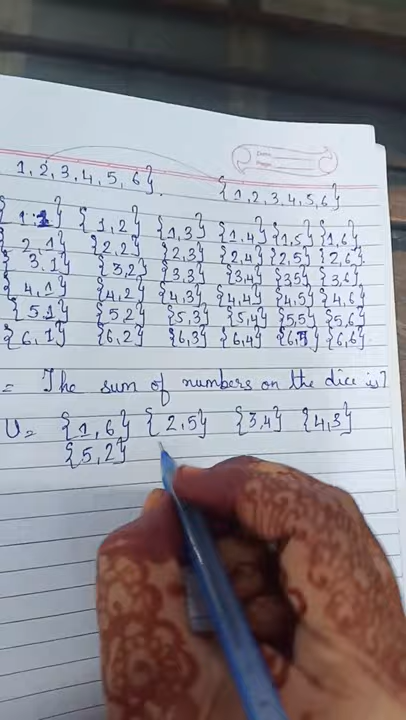 1, 2, 3, 4, 5, 6} {1, 2, 3, 4, 5, 6}
{1, 1} {1, 2} {1, 3} {1, 4} {1, 5} {1, 6}
2, 1} {2, 2} {2, 3} {2, 4} {2, 5} {2, 6}
3, 1} {3, 2} {3, 3} {3, 4} {3, 5} {3, 6}
{4, 1} {4, 2} {4, 3} {4, 4} {4, 5} {4, 6}
{5, 1} {5, 2} {5, 3} {5, 4} {5, 5} {5, 6}
{6, 1} {6, 2} {6, 3} {6, 4} {6, 5} {6, 6}
= The sum of numbers on the dice is 7
U = {1, 6} {2, 5} {3, 4} {4, 3}
{5, 2}